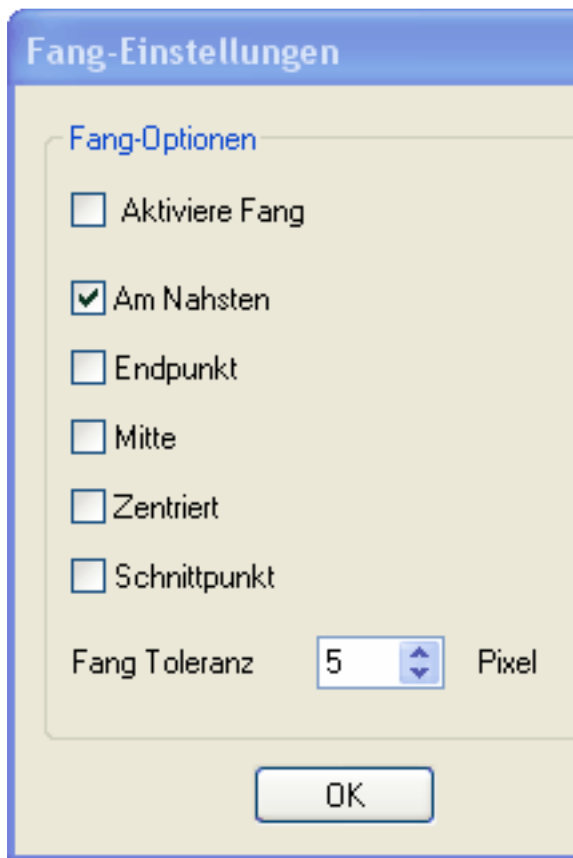 Fang-Einstellungen
Fang-Optionen
Aktiviere Fang
Am Nahsten
Endpunkt
Mitte
Zentriert
Schnittpunkt
Fang Toleranz 5 Pixel
OK